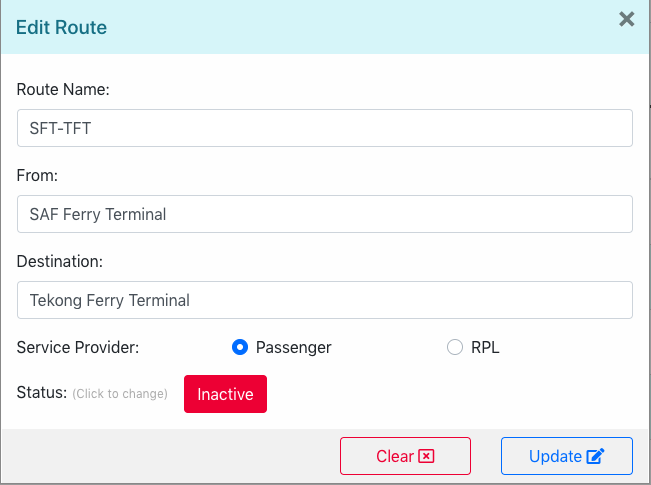 Edit Route
Route Name:
SFT-TFT
From:
SAF Ferry Terminal
Destination:
Tekong Ferry Terminal
Service Provider: Passenger RPL
Status: (Click to change) Inactive
Clear Update